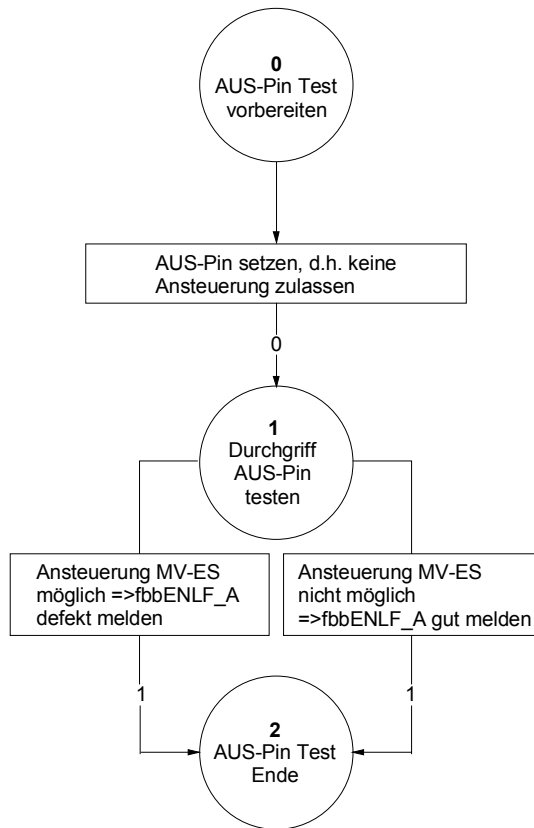 0
AUS-Pin Test
vorbereiten
AUS-Pin setzen, d.h. keine
Ansteuerung zulassen
0
1
Durchgriff
AUS-Pin
testen
Ansteuerung MV-ES
möglich =>fbbENLF_A
defekt melden
Ansteuerung MV-ES
nicht möglich
=>fbbENLF_A gut melden
1
1
2
AUS-Pin Test
Ende